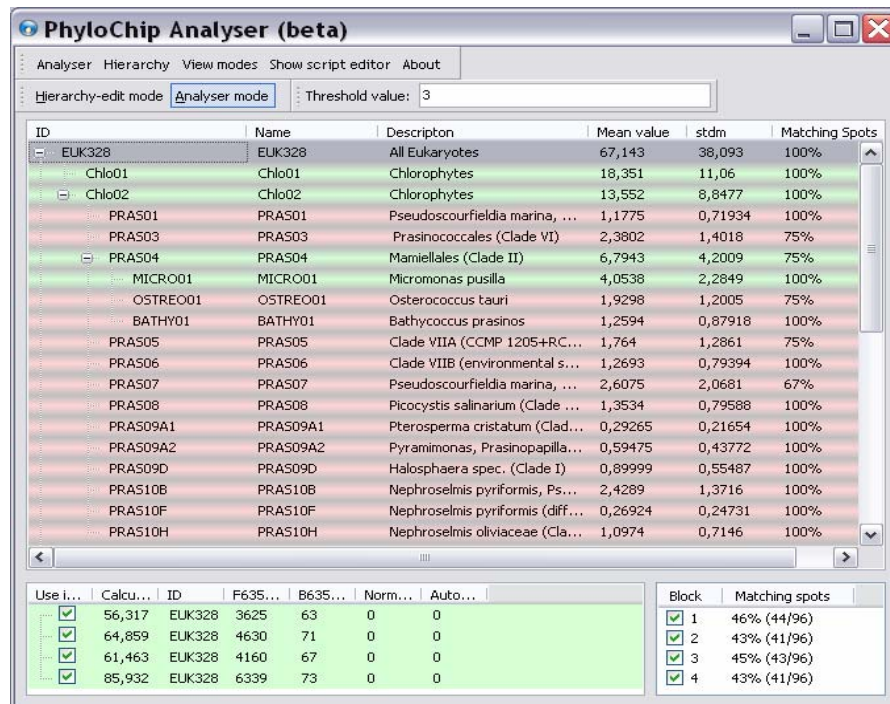 PhyloChip Analyser (beta)
Analyser Hierarchy View modes Show script editor About
Hierarchy-edit mode Analyser mode Threshold value: 3
ID Name Descripton Mean value stdm Matching Spots
EUK328 EUK328 All Eukaryotes 67,143 38,093 100%
Chlo01 Chlo01 Chlorophytes 18,351 11,06 100%
Chlo02 Chlo02 Chlorophytes 13,552 8,8477 100%
PRAS01 PRAS01 Pseudoscourfieldia marina, ... 1,1775 0,71934 100%
PRAS03 PRAS03 Prasinococcales (Clade VI) 2,3802 1,4018 75%
PRAS04 PRAS04 Mamiellales (Clade II) 6,7943 4,2009 75%
MICRO01 MICRO01 Micromonas pusilla 4,0538 2,2849 100%
OSTREO01 OSTREO01 Osterococcus tauri 1,9298 1,2005 75%
BATHY01 BATHY01 Bathycoccus prasinos 1,2594 0,87918 100%
PRAS05 PRAS05 Clade VIIA (CCMP 1205+RC... 1,764 1,2861 75%
PRAS06 PRAS06 Clade VIIB (environmental s... 1,2693 0,79394 100%
PRAS07 PRAS07 Pseudoscourfieldia marina, ... 2,6075 2,0681 67%
PRAS08 PRAS08 Picocystis salinarium (Clade ... 1,3534 0,79588 100%
PRAS09A1 PRAS09A1 Pterosperma cristatum (Clad... 0,29265 0,21654 100%
PRAS09A2 PRAS09A2 Pyramimonas, Prasinopapilla... 0,59475 0,43772 100%
PRAS09D PRAS09D Halosphaera spec. (Clade I) 0,89999 0,55487 100%
PRAS10B PRAS10B Nephroselmis pyriformis, Ps... 2,4289 1,3716 100%
PRAS10F PRAS10F Nephroselmis pyriformis (diff... 0,26924 0,24731 100%
PRAS10H PRAS10H Nephroselmis oliviaceae (Cla... 1,0974 0,7146 100%
Use i... Calcu... ID F635... B635... Norm... Auto...
56,317 EUK328 3625 63 0 0
64,859 EUK328 4630 71 0 0
61,463 EUK328 4160 67 0 0
85,932 EUK328 6339 73 0 0
Block Matching spots
1 46% (44/96)
2 43% (41/96)
3 45% (43/96)
4 43% (41/96)